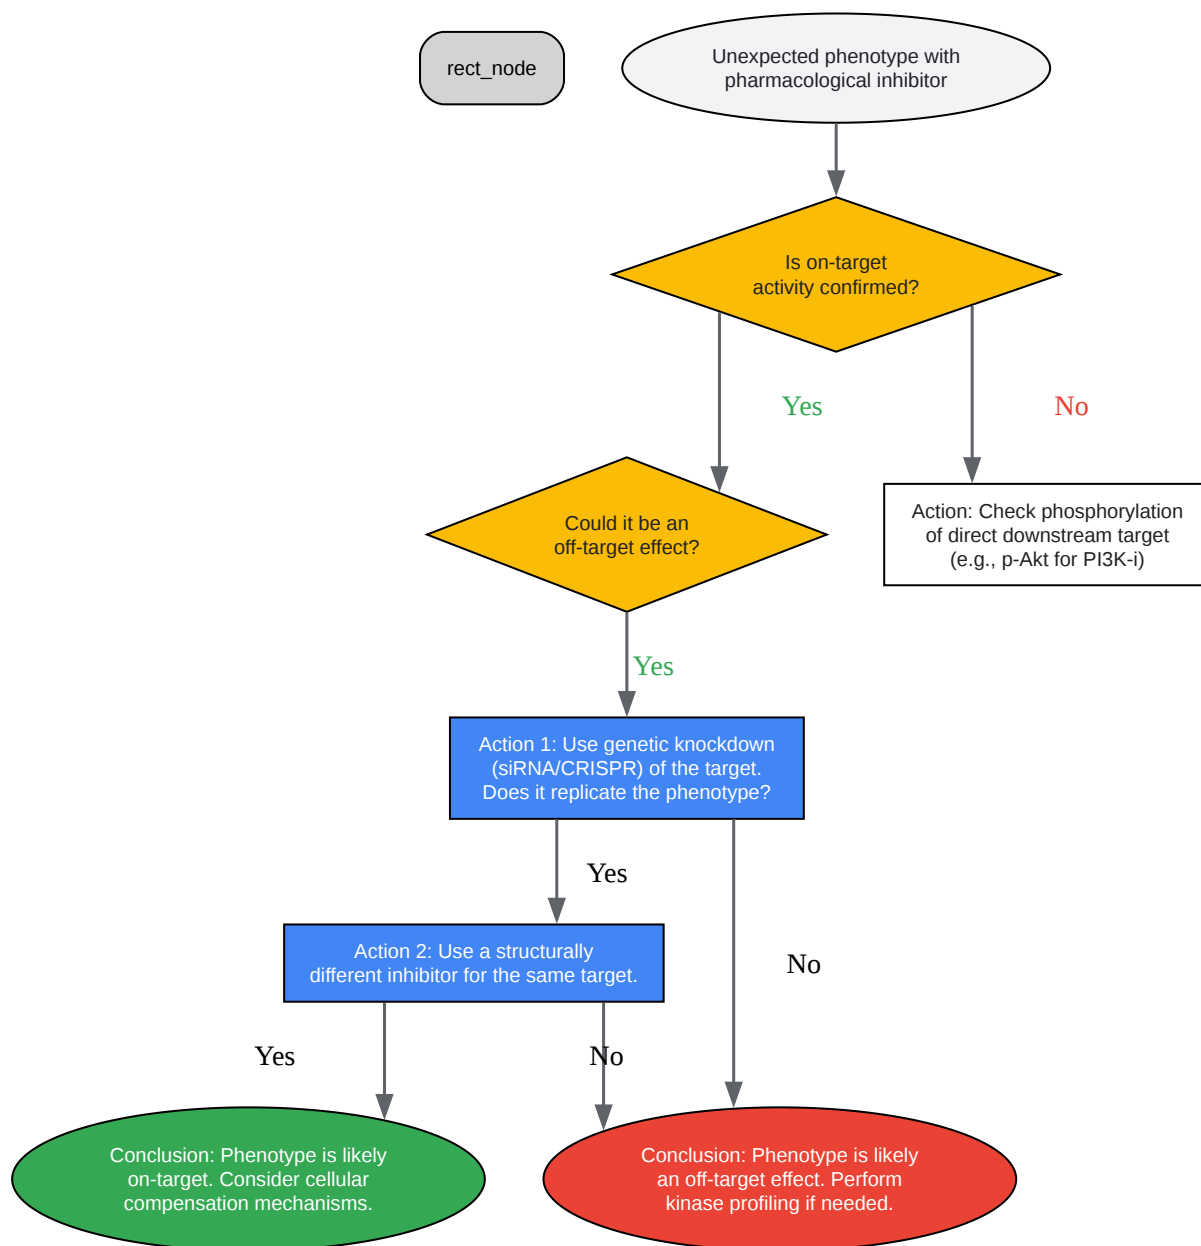 rect_node
Unexpected phenotype with
pharmacological inhibitor
Is on-target
activity confirmed?
Yes
No
Could it be an
off-target effect?
Action: Check phosphorylation
of direct downstream target
(e.g., p-Akt for PI3K-i)
Yes
Action 1: Use genetic knockdown
(siRNA/CRISPR) of the target.
Does it replicate the phenotype?
Yes
Action 2: Use a structurally
different inhibitor for the same target.
No
Yes
No
Conclusion: Phenotype is likely
on-target. Consider cellular
compensation mechanisms.
Conclusion: Phenotype is likely
an off-target effect. Perform
kinase profiling if needed.